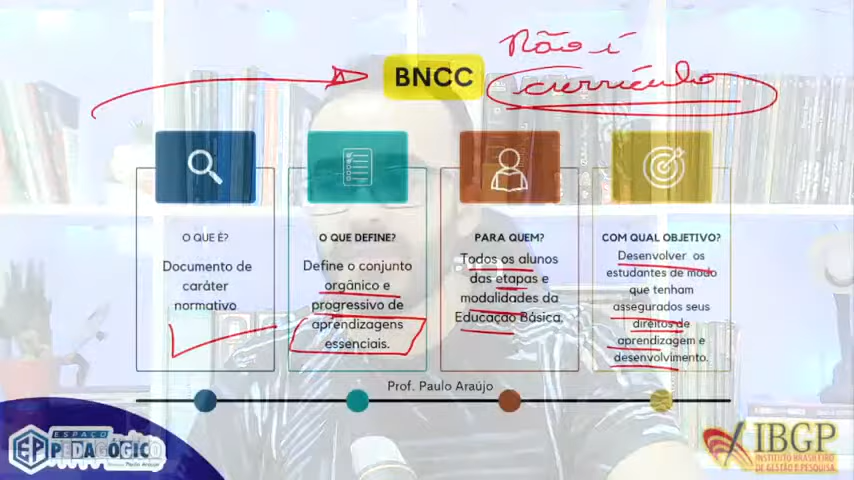 Não é
currículo
BNCC
O QUE É?
Documento de
caráter
normativo
O QUE DEFINE?
Define o conjunto
orgânico e
progressivo de
aprendizagens
essenciais.
PARA QUEM?
Todos os alunos
das etapas e
modalidades da
Educação Básica.
COM QUAL OBJETIVO?
Desenvolver os
estudantes de modo
que tenham
assegurados seus
direitos de
aprendizagem e
desenvolvimento.
Prof. Paulo Araújo
EP
ESPAÇO
PEDAGÓGICO
Paulo Araújo
IBGP
INSTITUTO BRASILEIRO
DE GESTÃO E PESQUISA